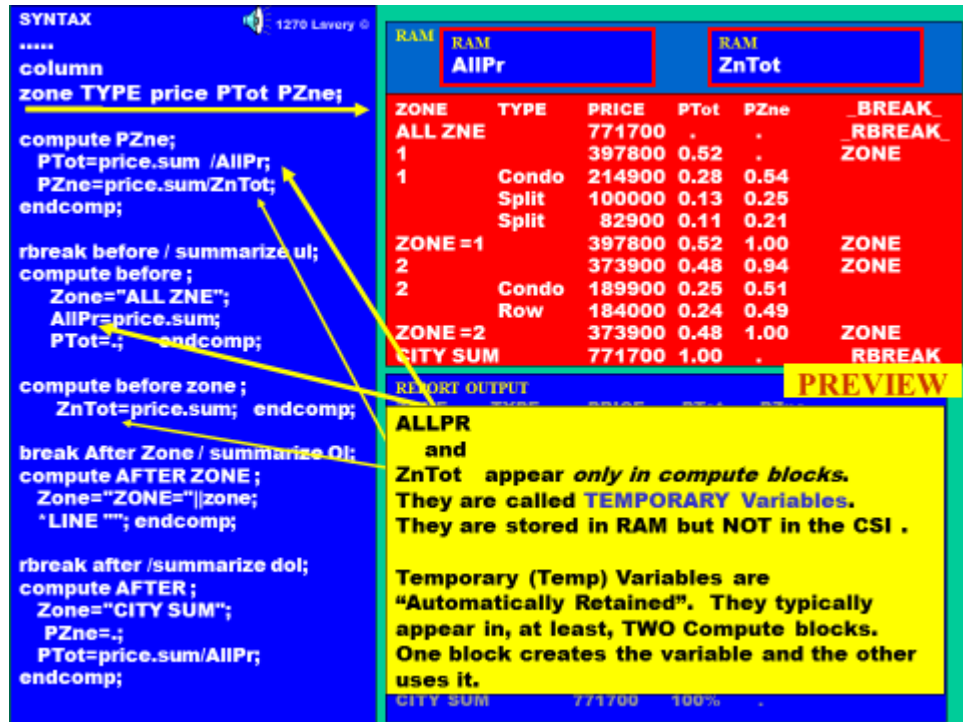 SYNTAX
1270 Lavery ©
.....
column
zone TYPE price PTot PZne;
compute PZne;
PTot=price.sum /AllPr;
PZne=price.sum/ZnTot;
endcomp;
rbreak before / summarize ul;
compute before ;
Zone="ALL ZNE";
AllPr=price.sum;
PTot=.; endcomp;
compute before zone ;
ZnTot=price.sum; endcomp;
break After Zone / summarize Ol;
compute AFTER ZONE ;
Zone="ZONE="||zone;
*LINE ""; endcomp;
rbreak after /summarize dol;
compute AFTER ;
Zone="CITY SUM";
PZne=.;
PTot=price.sum/AllPr;
endcomp;
RAM
RAM
AllPr
RAM
ZnTot
ZONE TYPE PRICE PTot PZne _BREAK_
ALL ZNE 771700 . . _RBREAK_
1 397800 0.52 . ZONE
1 Condo 214900 0.28 0.54
Split 100000 0.13 0.25
Split 82900 0.11 0.21
ZONE =1 397800 0.52 1.00 ZONE
2 373900 0.48 0.94 ZONE
2 Condo 189900 0.25 0.51
Row 184000 0.24 0.49
ZONE =2 373900 0.48 1.00 ZONE
CITY SUM 771700 1.00 . RBREAK
REPORT OUTPUT
PREVIEW
TYPE PRICE PTot PZne
ALLPR
and
ZnTot appear only in compute blocks.
They are called TEMPORARY Variables.
They are stored in RAM but NOT in the CSI .
Temporary (Temp) Variables are
“Automatically Retained”. They typically
appear in, at least, TWO Compute blocks.
One block creates the variable and the other
uses it.
CITY SUM 771700 100% .